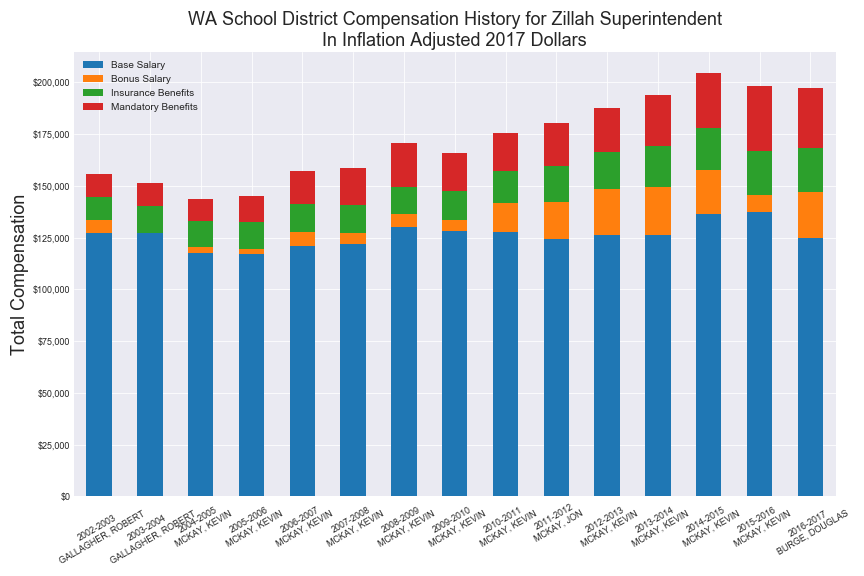 WA School District Compensation History for Zillah Superintendent
In Inflation Adjusted 2017 Dollars
Base Salary
Bonus Salary
Insurance Benefits
Mandatory Benefits
Total Compensation
$200,000
$175,000
$150,000
$125,000
$100,000
$75,000
$50,000
$25,000
$0
2002-2003
GALLAGHER, ROBERT
2003-2004
GALLAGHER, ROBERT
2004-2005
MCKAY, KEVIN
2005-2006
MCKAY, KEVIN
2006-2007
MCKAY, KEVIN
2007-2008
MCKAY, KEVIN
2008-2009
MCKAY, KEVIN
2009-2010
MCKAY, KEVIN
2010-2011
MCKAY, KEVIN
2011-2012
MCKAY, JON
2012-2013
MCKAY, KEVIN
2013-2014
MCKAY, KEVIN
2014-2015
MCKAY, KEVIN
2015-2016
MCKAY, KEVIN
2016-2017
BURGE, DOUGLAS